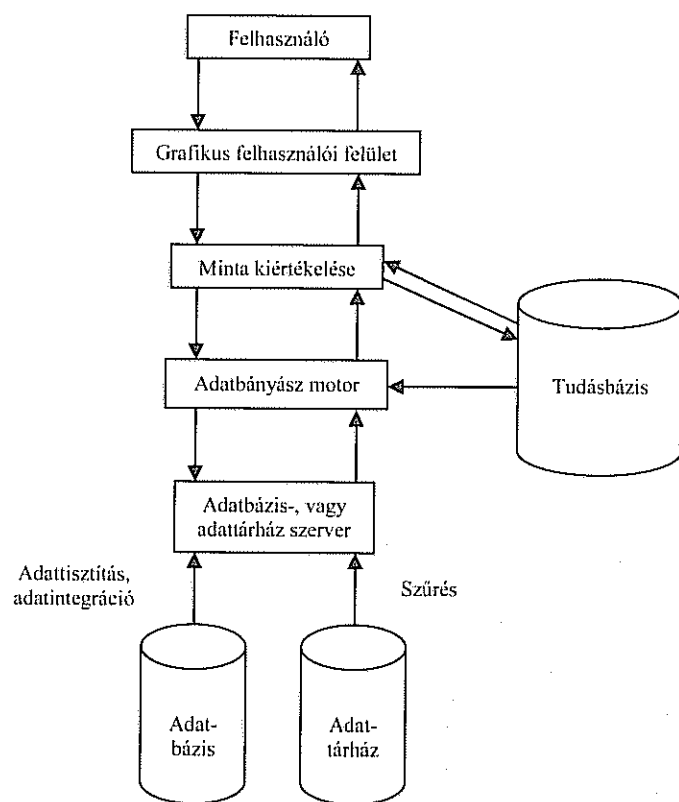 Felhasználó
Grafikus felhasználói felület
Minta kiértékelése
Adatbányász motor
Tudásbázis
Adatbázis-, vagy
adattárház szerver
Adattisztítás,
adatintegráció
Szűrés
Adat-
bázis
Adat-
tárház